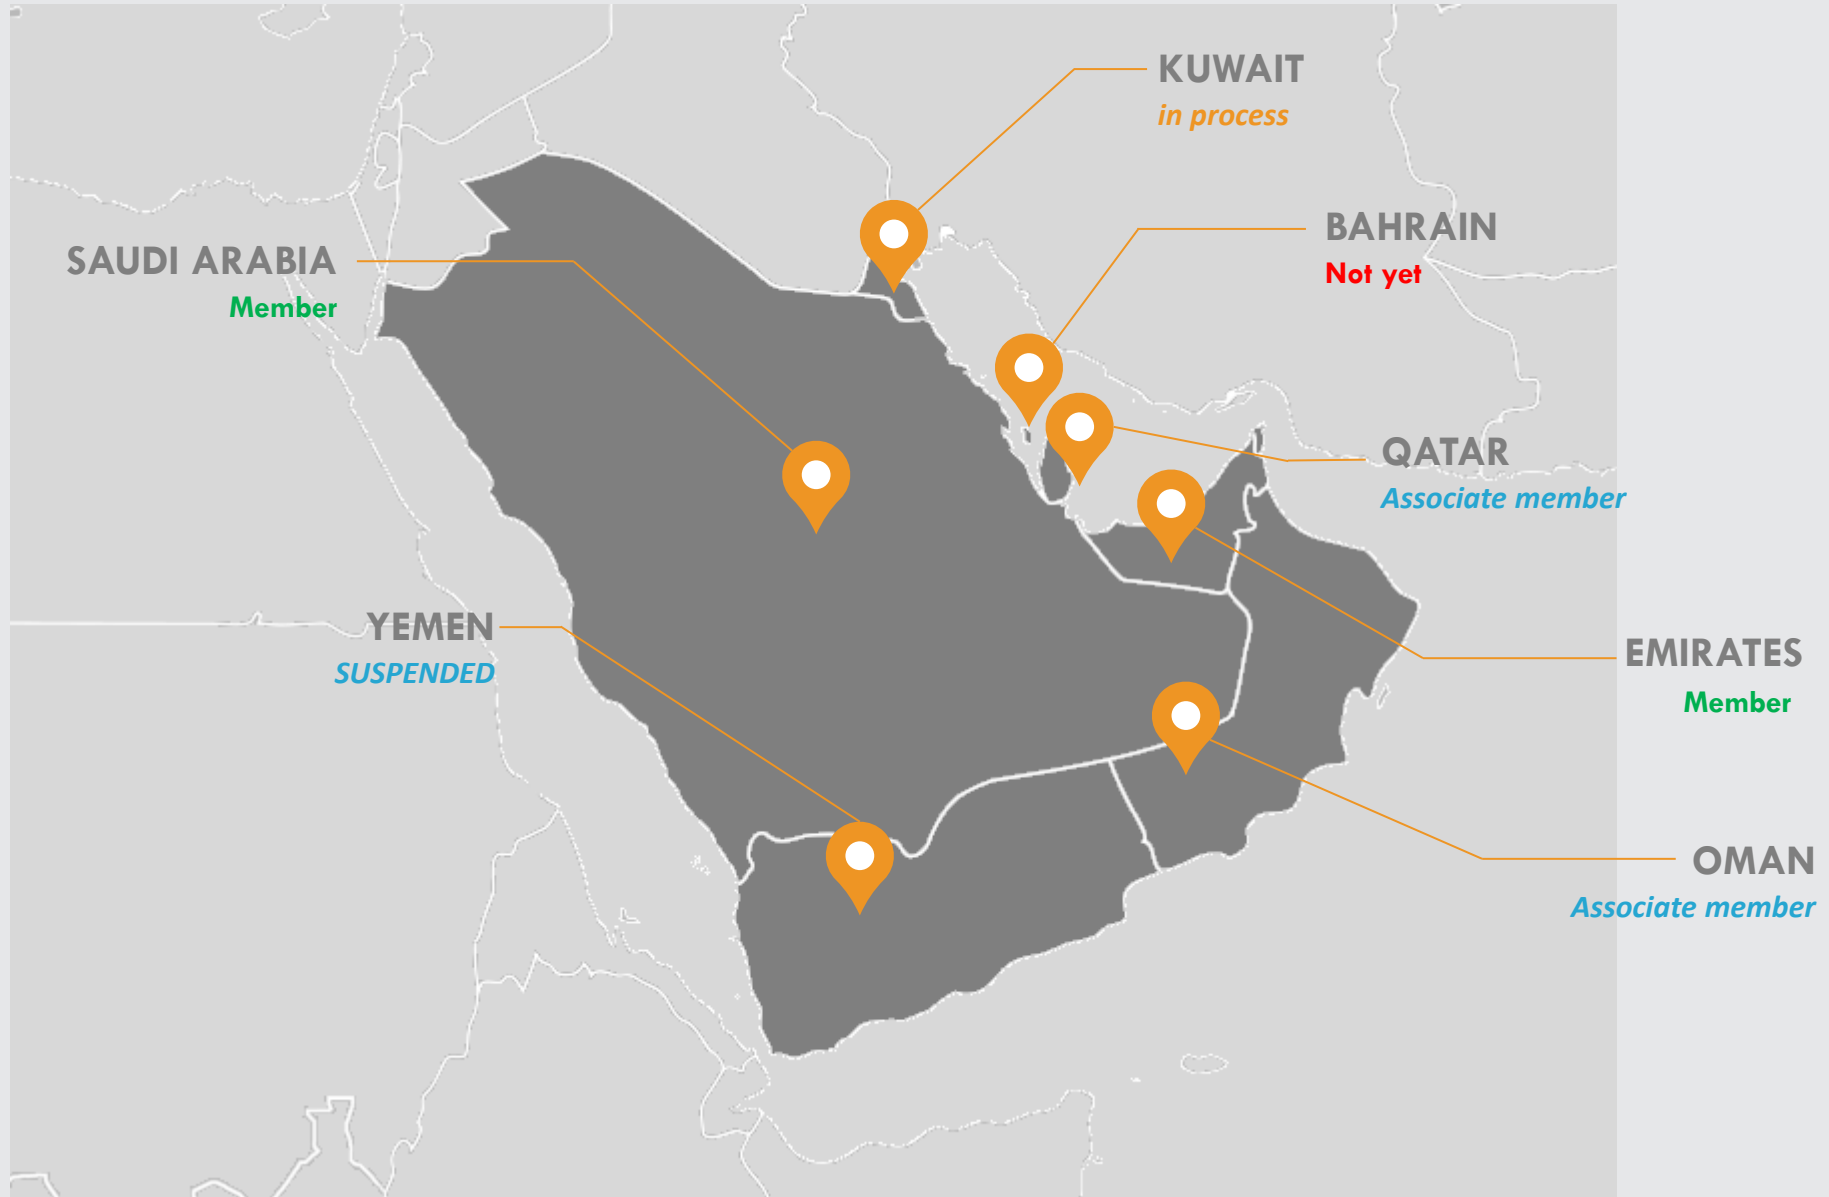 KUWAIT
in process
BAHRAIN
Not yet
SAUDI ARABIA
Member
QATAR
Associate member
YEMEN
SUSPENDED
EMIRATES
Member
OMAN
Associate member